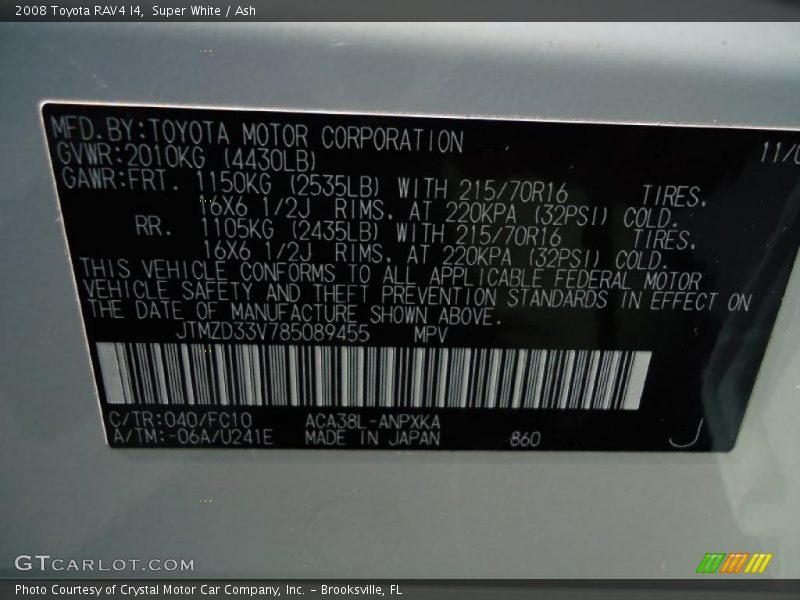 2008 Toyota RAV4 I4, Super White / Ash
MFD.BY:TOYOTA MOTOR CORPORATION 11/0
GVWR:2010KG (4430LB)
GAWR:FRT. 1150KG (2535LB) WITH 215/70R16 TIRES.
16X6 1/2J RIMS. AT 220KPA (32PSI) COLD.
RR. 1105KG (2435LB) WITH 215/70R16 TIRES.
16X6 1/2J RIMS. AT 220KPA (32PSI) COLD.
THIS VEHICLE CONFORMS TO ALL APPLICABLE FEDERAL MOTOR
VEHICLE SAFETY AND THEFT PREVENTION STANDARDS IN EFFECT ON
THE DATE OF MANUFACTURE SHOWN ABOVE.
JTMZD33V785089455 MPV
C/TR:040/FC10 ACA38L-ANPXKA
A/TM:-06A/U241E MADE IN JAPAN 860 J
GTCARLOT.COM
Photo Courtesy of Crystal Motor Car Company, Inc. - Brooksville, FL